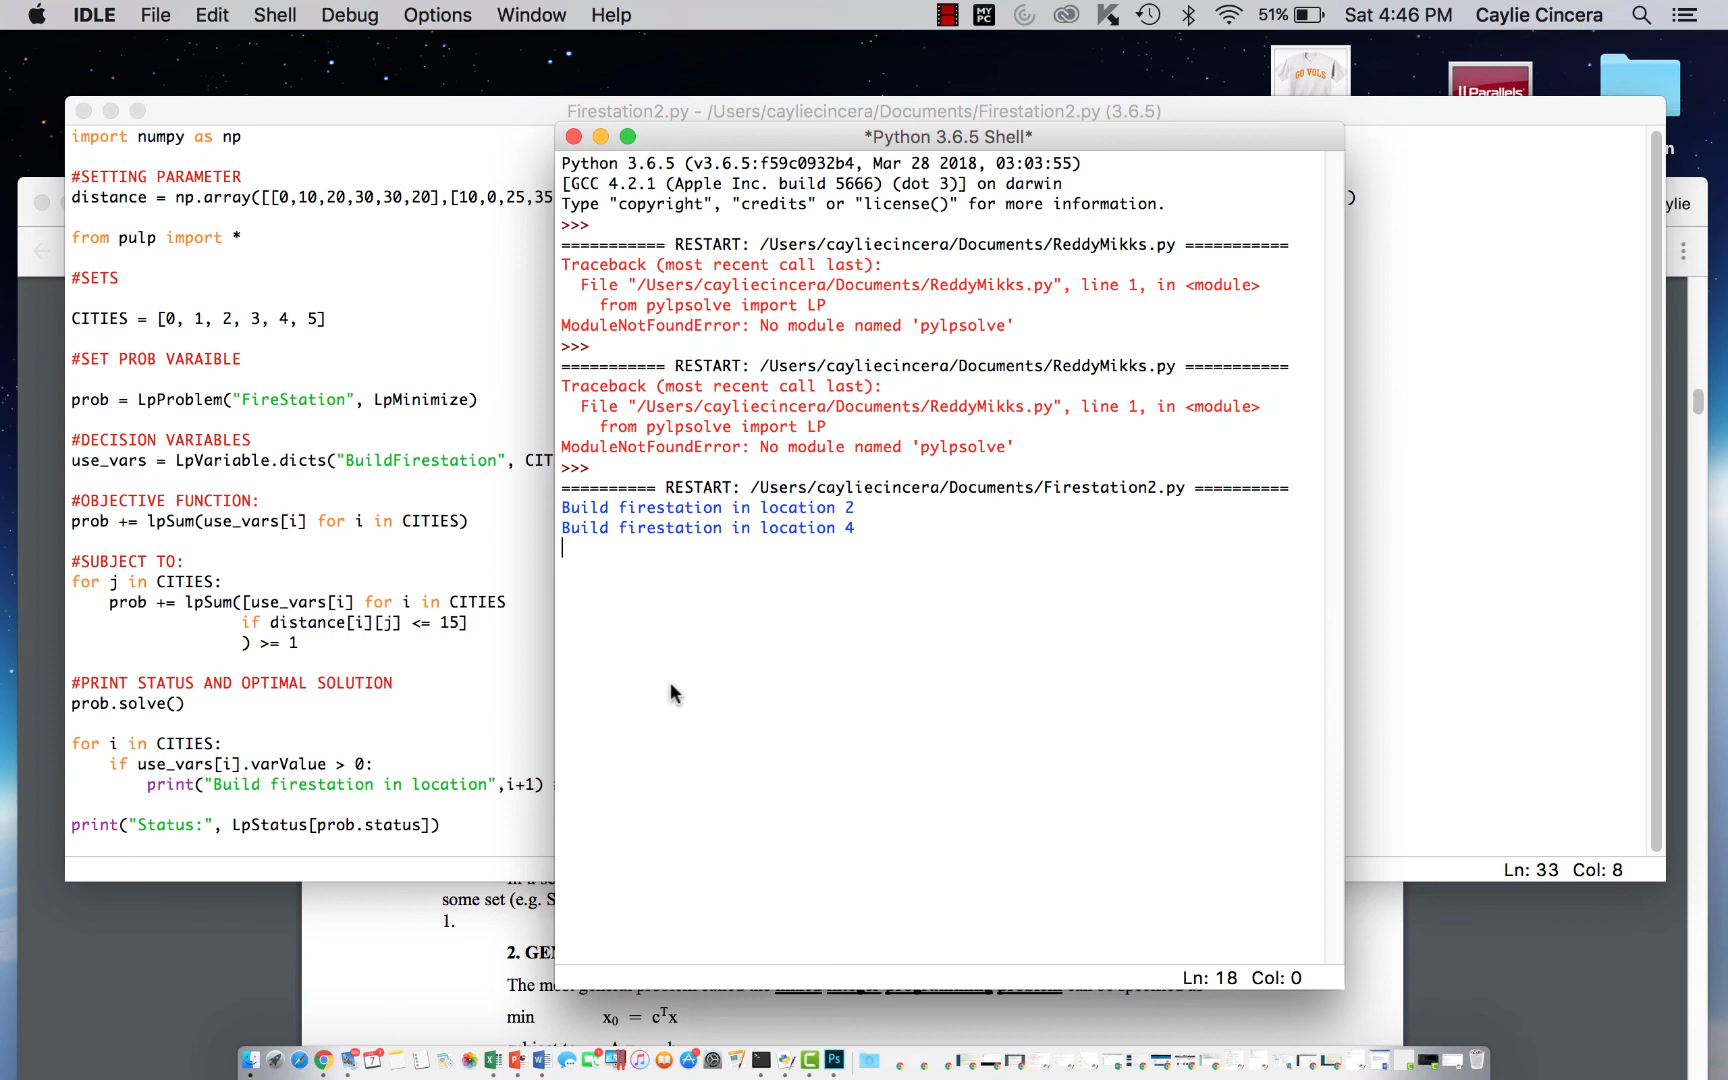 IDLE File Edit Shell Debug Options Window Help
MY PC 51% Sat 4:46 PM Caylie Cincera
GO VOLS
Parallels
Firestation2.py - /Users/cayliecincera/Documents/Firestation2.py (3.6.5)
import numpy as np
#SETTING PARAMETER
distance = np.array([[0,10,20,30,30,20],[10,0,25,35
)
from pulp import *
#SETS
CITIES = [0, 1, 2, 3, 4, 5]
#SET PROB VARAIBLE
prob = LpProblem("FireStation", LpMinimize)
#DECISION VARIABLES
use_vars = LpVariable.dicts("BuildFirestation", CIT
#OBJECTIVE FUNCTION:
prob += lpSum(use_vars[i] for i in CITIES)
#SUBJECT TO:
for j in CITIES:
prob += lpSum([use_vars[i] for i in CITIES
if distance[i][j] <= 15]
) >= 1
#PRINT STATUS AND OPTIMAL SOLUTION
prob.solve()
for i in CITIES:
if use_vars[i].varValue > 0:
print("Build firestation in location",i+1)
print("Status:", LpStatus[prob.status])
Ln: 33 Col: 8
*Python 3.6.5 Shell*
Python 3.6.5 (v3.6.5:f59c0932b4, Mar 28 2018, 03:03:55)
[GCC 4.2.1 (Apple Inc. build 5666) (dot 3)] on darwin
Type "copyright", "credits" or "license()" for more information.
>>>
=========== RESTART: /Users/cayliecincera/Documents/ReddyMikks.py ===========
Traceback (most recent call last):
File "/Users/cayliecincera/Documents/ReddyMikks.py", line 1, in <module>
from pylpsolve import LP
ModuleNotFoundError: No module named 'pylpsolve'
>>>
=========== RESTART: /Users/cayliecincera/Documents/ReddyMikks.py ===========
Traceback (most recent call last):
File "/Users/cayliecincera/Documents/ReddyMikks.py", line 1, in <module>
from pylpsolve import LP
ModuleNotFoundError: No module named 'pylpsolve'
>>>
========== RESTART: /Users/cayliecincera/Documents/Firestation2.py ==========
Build firestation in location 2
Build firestation in location 4
Ln: 18 Col: 0
ylie
some set (e.g. S
1.
2. GEN
The m
min x0 = cTx